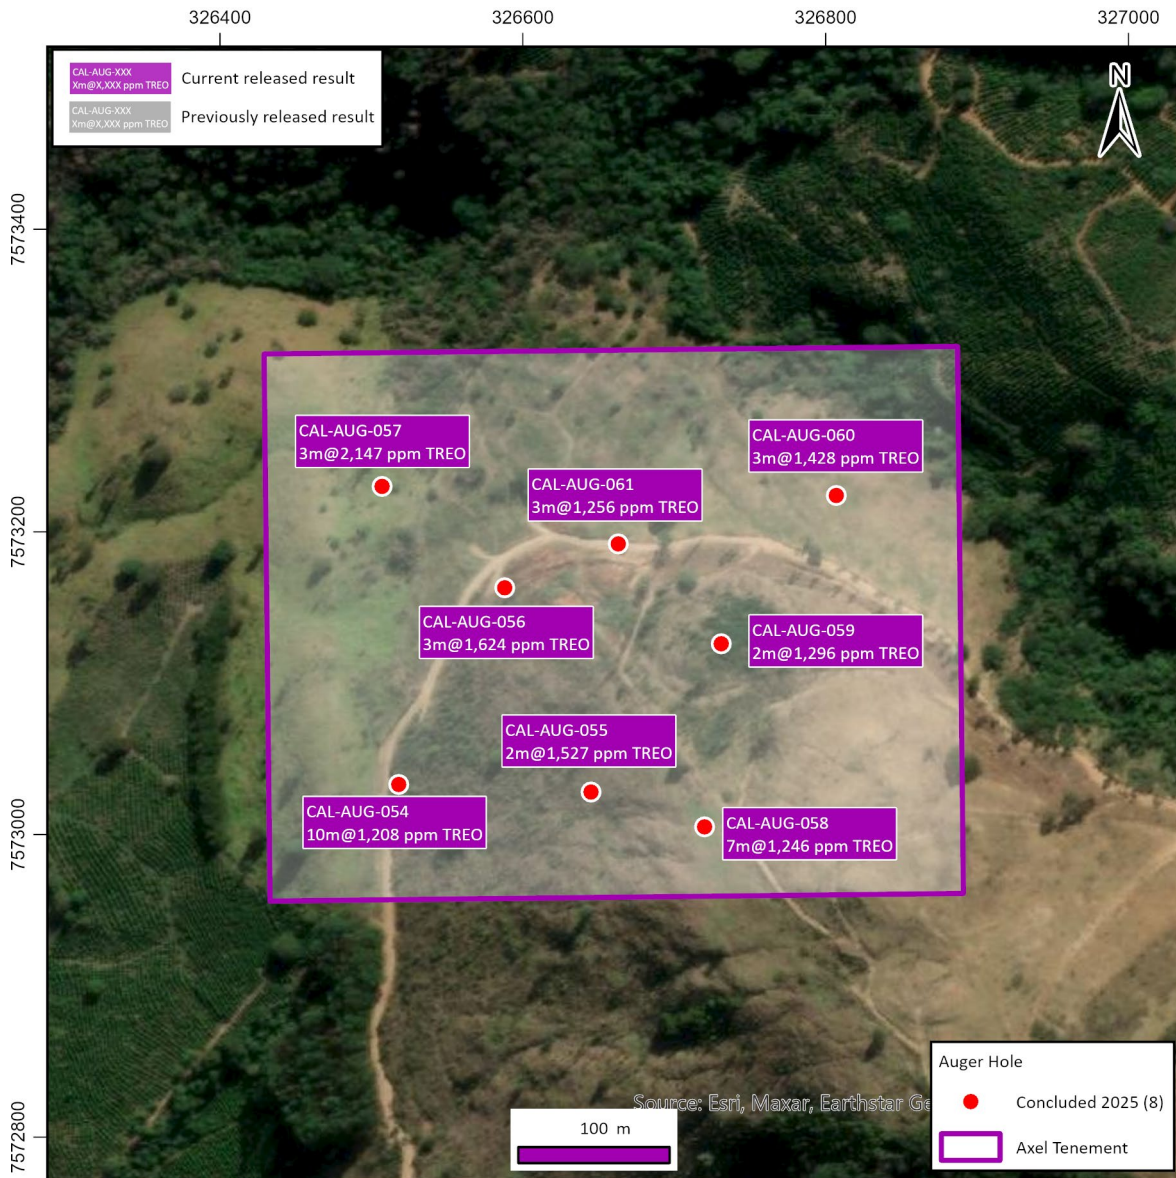 326400
326600
326800
327000
CAL-AUG-XXX
Xm@X,XXX ppm TREO
Current released result
CAL-AUG-XXX
Xm@X,XXX ppm TREO
Previously released result
N
7573400
7573200
7573000
7572800
CAL-AUG-057
3m@2,147 ppm TREO
CAL-AUG-060
3m@1,428 ppm TREO
CAL-AUG-061
3m@1,256 ppm TREO
CAL-AUG-056
3m@1,624 ppm TREO
CAL-AUG-059
2m@1,296 ppm TREO
CAL-AUG-055
2m@1,527 ppm TREO
CAL-AUG-054
10m@1,208 ppm TREO
CAL-AUG-058
7m@1,246 ppm TREO
Source: Esri, Maxar, Earthstar Ge
100 m
Auger Hole
Concluded 2025 (8)
Axel Tenement